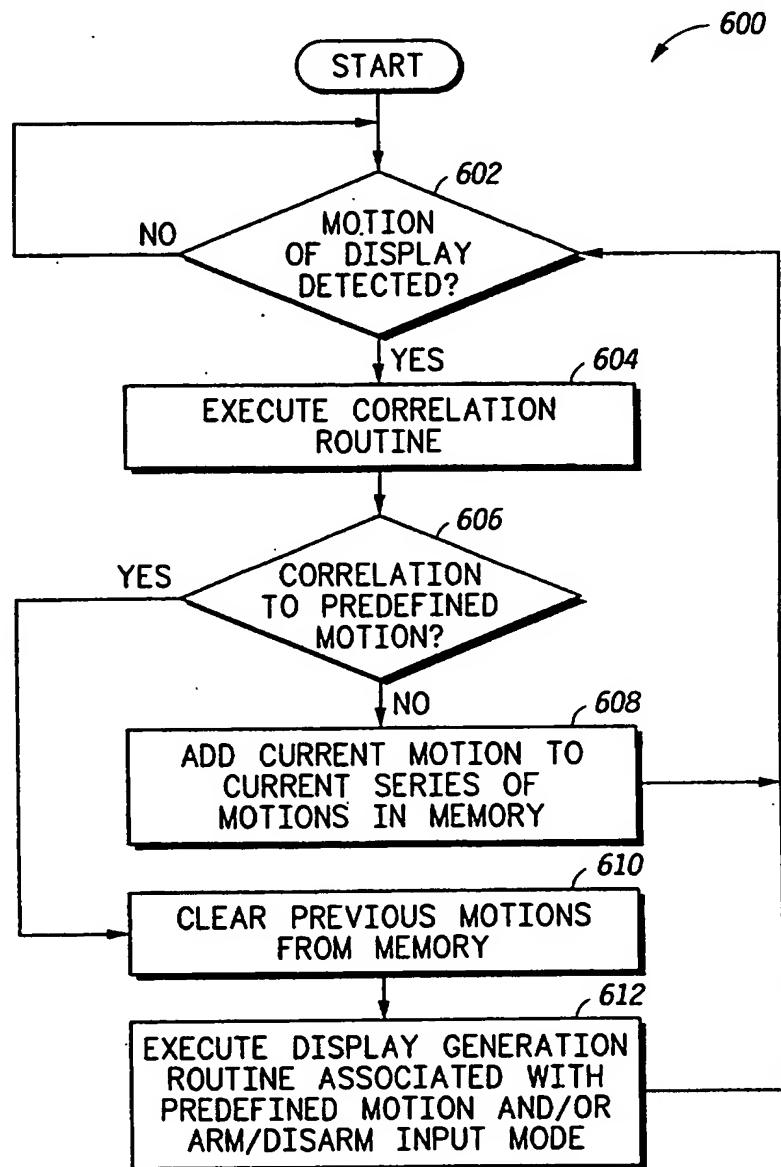 600
START
602
MOTION
OF DISPLAY
DETECTED?
NO
YES
604
EXECUTE CORRELATION
ROUTINE
606
YES
CORRELATION
TO PREDEFINED
MOTION?
NO
608
ADD CURRENT MOTION TO
CURRENT SERIES OF
MOTIONS IN MEMORY
610
CLEAR PREVIOUS MOTIONS
FROM MEMORY
612
EXECUTE DISPLAY GENERATION
ROUTINE ASSOCIATED WITH
PREDEFINED MOTION AND/OR
ARM/DISARM INPUT MODE